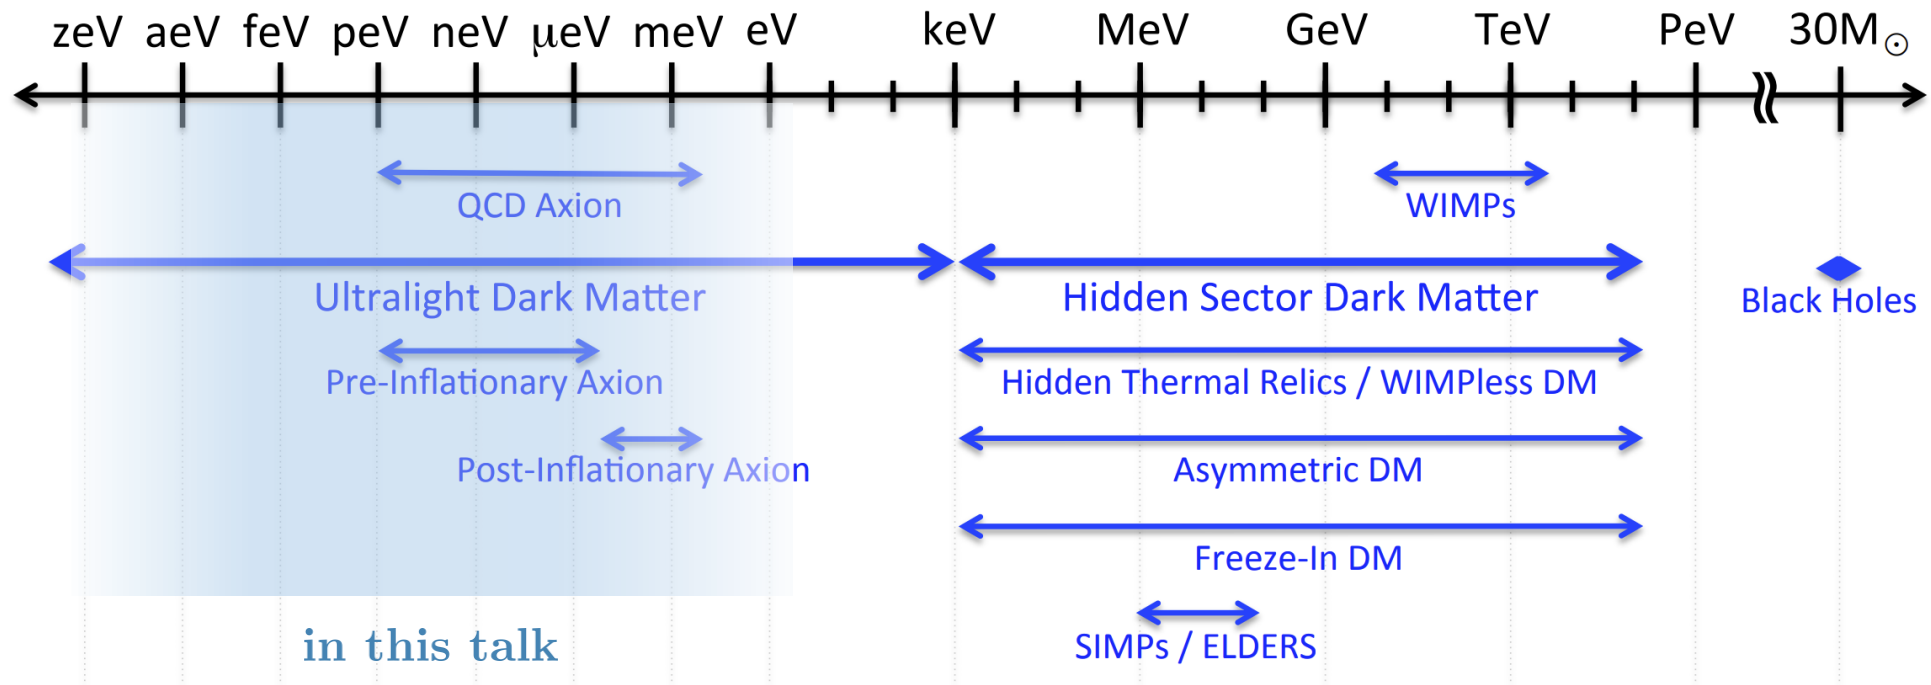 zeV aeV feV peV neV μeV meV eV keV MeV GeV TeV PeV 30M☉
QCD Axion
WIMPs
Ultralight Dark Matter
Hidden Sector Dark Matter
Black Holes
Pre-Inflationary Axion
Hidden Thermal Relics / WIMPless DM
Post-Inflationary Axion
Asymmetric DM
Freeze-In DM
in this talk
SIMPs / ELDERS